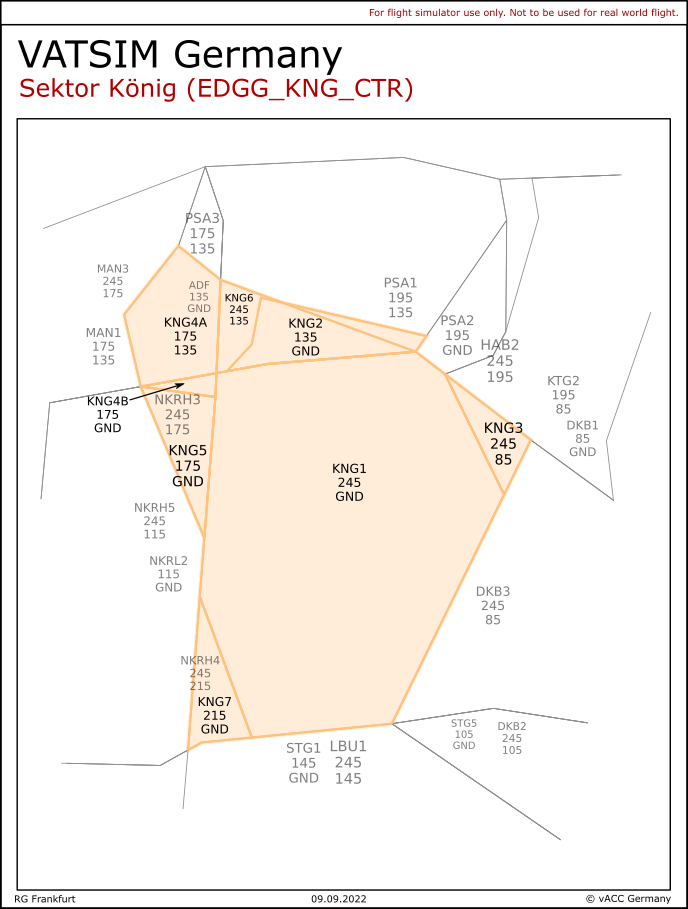 For flight simulator use only. Not to be used for real world flight.
VATSIM Germany
Sektor König (EDGG_KNG_CTR)
PSA3
175
135
MAN3
245
175
ADF
135
GND
KNG6
245
135
PSA1
195
135
KNG4A
175
135
KNG2
135
GND
MAN1
175
135
PSA2
195
GND
HAB2
245
195
KTG2
195
85
DKB1
85
GND
KNG4B
175
GND
NKRH3
245
175
KNG3
245
85
KNG5
175
GND
KNG1
245
GND
NKRH5
245
115
NKRL2
115
GND
DKB3
245
85
NKRH4
245
215
KNG7
215
GND
STG1
145
GND
LBU1
245
145
STG5
105
GND
DKB2
245
105
RG Frankfurt
09.09.2022
© vACC Germany